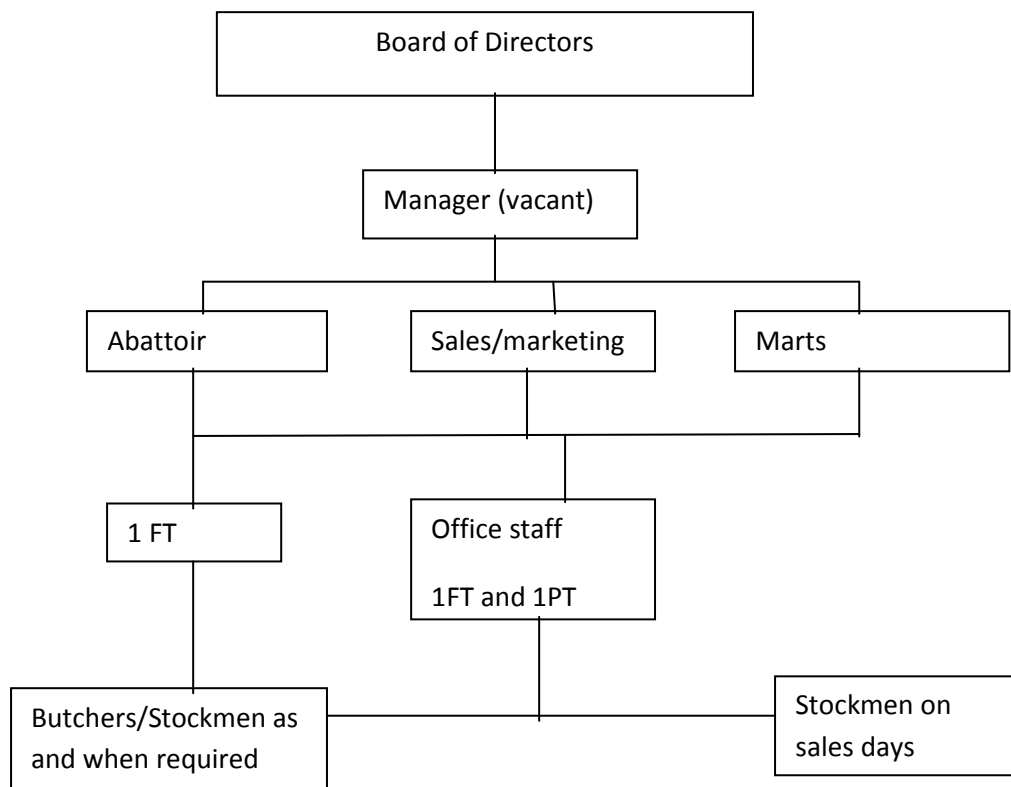 Board of Directors
Manager (vacant)
Abattoir
Sales/marketing
Marts
1 FT
Office staff
1FT and 1PT
Butchers/Stockmen as
and when required
Stockmen on
sales days